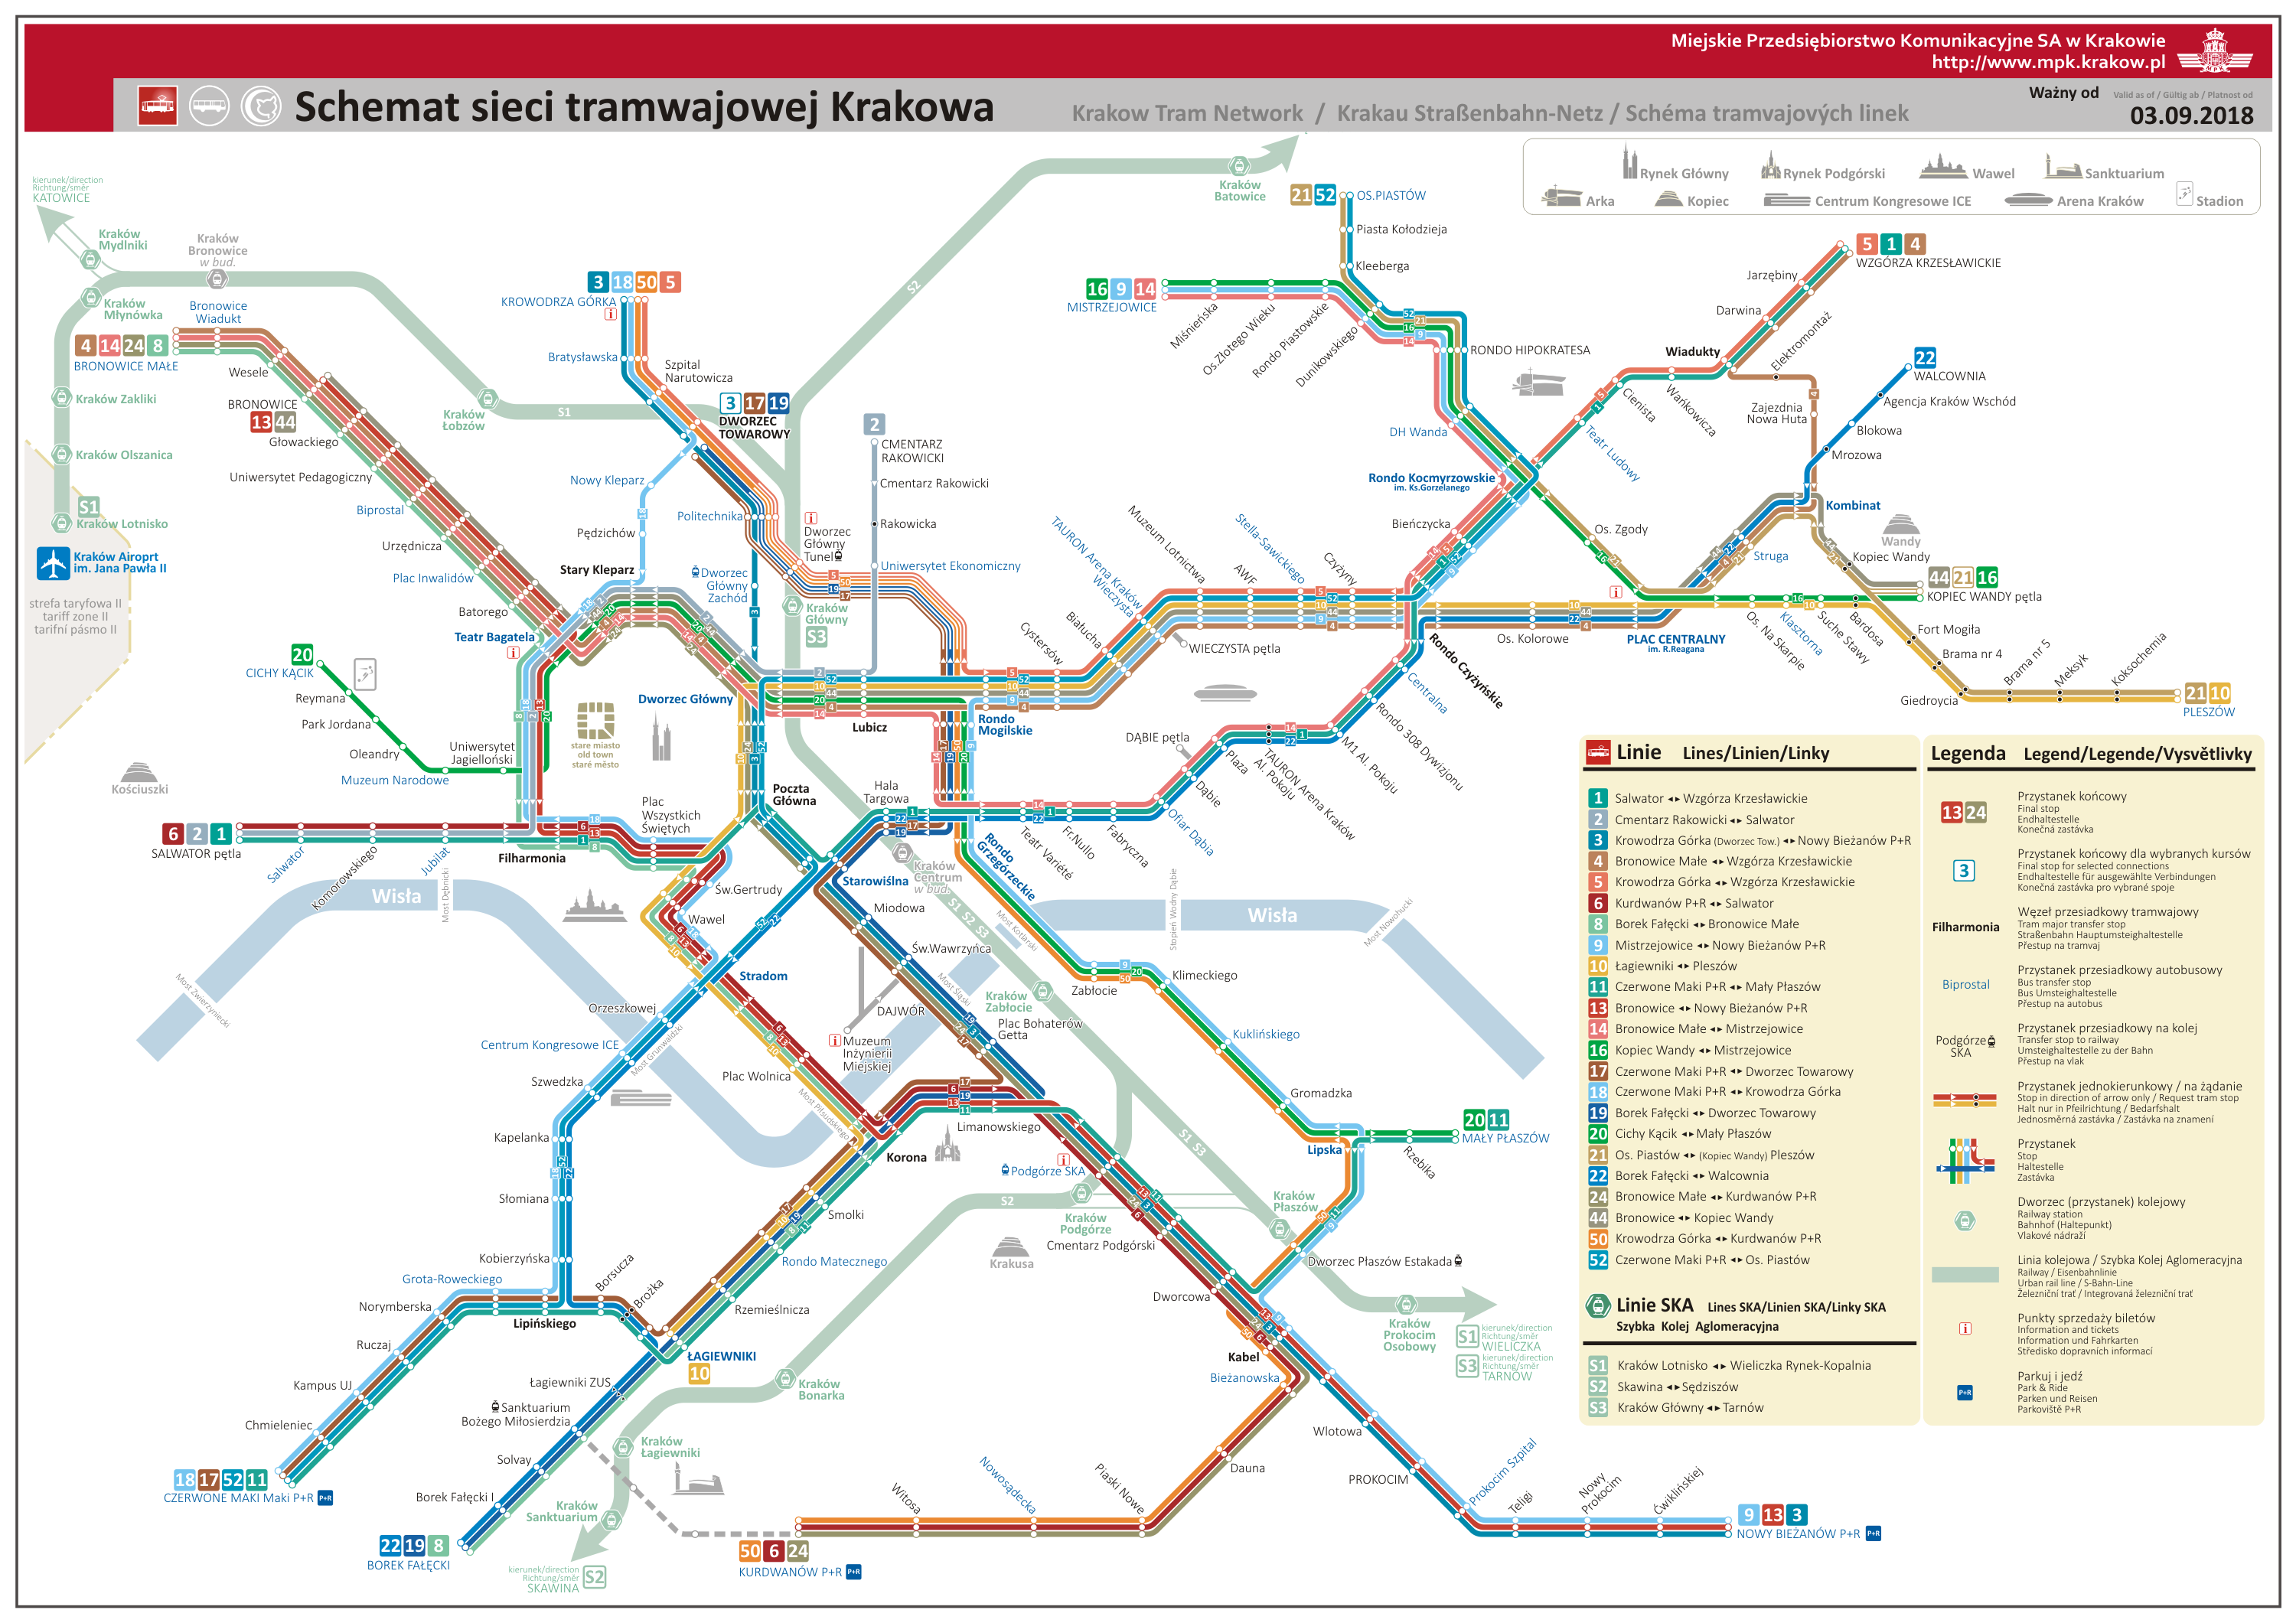 Miejskie Przedsiębiorstwo Komunikacyjne SA w Krakowie
http://www.mpk.krakow.pl
Schemat sieci tramwajowej Krakowa
Krakow Tram Network / Krakau Straßenbahn-Netz / Schéma tramvajových linek
Ważny od Valid as of / Gültig ab / Platnost od
03.09.2018
Rynek Główny
Rynek Podgórski
Wawel
Sanktuarium
Arka
Kopiec
Centrum Kongresowe ICE
Arena Kraków
Stadion
kierunek/direction
Richtung/směr
KATOWICE
Kraków
Mydlniki
Kraków
Bronowice
w bud.
Kraków
Młynówka
Bronowice
Wiadukt
4 14 24 8
BRONOWICE MAŁE
Wesele
BRONOWICE
13 44
Głowackiego
Uniwersytet Pedagogiczny
Biprostal
Urzędnicza
Plac Inwalidów
Batorego
Teatr Bagatela
Kraków Zakliki
Kraków Olszanica
S1
Kraków Lotnisko
Kraków Airoprt
im. Jana Pawła II
strefa taryfowa II
tariff zone II
tarifní pásmo II
Kraków
Łobzów
S1
S2
Kraków
Batowice
3 18 50 5
KROWODRZA GÓRKA
Bratysławska
Szpital
Narutowicza
3 17 19
DWORZEC
TOWAROWY
Nowy Kleparz
Politechnika
Pędzichów
Stary Kleparz
Dworzec
Główny
Zachód
Dworzec
Główny
Tunel
2
CMENTARZ
RAKOWICKI
Cmentarz Rakowicki
Rakowicka
Uniwersytet Ekonomiczny
Kraków
Główny
S3
21 52
OS.PIASTÓW
Piasta Kołodzieja
Kleeberga
16 9 14
MISTRZEJOWICE
Miśnieńska
Os.Złotego Wieku
Rondo Piastowskie
Dunikowskiego
RONDO HIPOKRATESA
DH Wanda
Rondo Kocmyrzowskie
im. Ks.Gorzelanego
Bieńczycka
5 1 4
WZGÓRZA KRZESŁAWICKIE
Jarzębiny
Darwina
Elektromontaż
Wiadukty
Wańkowicza
Cienista
Teatr Ludowy
Zajezdnia
Nowa Huta
22
WALCOWNIA
Agencja Kraków Wschód
Blokowa
Mrozowa
Kombinat
Wandy
Struga
Os. Zgody
Kopiec Wandy
44 21 16
KOPIEC WANDY pętla
Os. Kolorowe
PLAC CENTRALNY
im. R.Reagana
Os. Na Skarpie
Klasztorna
Suche Stawy
Bardosa
Fort Mogiła
Brama nr 4
Giedroycia
Brama nr 5
Meksyk
Koksochemia
21 10
PLESZÓW
20
CICHY KĄCIK
Reymana
Park Jordana
Oleandry
Muzeum Narodowe
Uniwersytet
Jagielloński
Kościuszki
stare miasto
old town
staré město
Dworzec Główny
Lubicz
Rondo
Mogilskie
Cystersów
Białucha
TAURON Arena Kraków
Wieczysta
Muzeum Lotnictwa
AWF
Stella-Sawickiego
Czyżyny
WIECZYSTA pętla
Rondo Czyżyńskie
Centralna
Rondo 308 Dywizjonu
M1 Al. Pokoju
TAURON Arena Kraków
Al. Pokoju
Plaza
DĄBIE pętla
Dąbie
Ofiar Dąbia
Fabryczna
Fr.Nullo
Teatr Variété
Rondo
Grzegórzeckie
Hala
Targowa
Poczta
Główna
Plac
Wszystkich
Świętych
6 2 1
SALWATOR pętla
Salwator
Komorowskiego
Jubilat
Filharmonia
Wisła
Most Dębnicki
Most Zwierzyniecki
Św.Gertrudy
Wawel
Stradom
Starowiślna
Kraków
Centrum
w bud.
S1 S2 S3
Miodowa
Św.Wawrzyńca
DAJWÓR
Muzeum
Inżynierii
Miejskiej
Most Śląski
Most Kotlarski
Stopień Wodny Dąbie
Wisła
Most Nowohucki
Kraków
Zabłocie
Plac Bohaterów
Getta
Zabłocie
Klimeckiego
Kuklińskiego
Gromadzka
Lipska
Rzebika
20 11
MAŁY PŁASZÓW
Orzeszkowej
Centrum Kongresowe ICE
Most Grunwaldzki
Szwedzka
Kapelanka
Słomiana
Kobierzyńska
Plac Wolnica
Most Piłsudskiego
Korona
Limanowskiego
Podgórze SKA
S2
Kraków
Podgórze
S1 S3
Kraków
Płaszów
Cmentarz Podgórski
Dworzec Płaszów Estakada
Dworcowa
Kabel
Bieżanowska
Krakusa
Smolki
Rondo Matecznego
Rzemieślnicza
Grota-Roweckiego
Norymberska
Lipińskiego
Borsucza
Brożka
Ruczaj
Kampus UJ
Chmieleniec
18 17 52 11
CZERWONE MAKI Maki P+R P+R
ŁAGIEWNIKI
10
Łagiewniki ZUS
Sanktuarium
Bożego Miłosierdzia
Solvay
Borek Fałęcki I
22 19 8
BOREK FAŁĘCKI
Kraków
Bonarka
Kraków
Łagiewniki
Kraków
Sanktuarium
kierunek/direction
Richtung/směr
SKAWINA
S2
50 6 24
KURDWANÓW P+R P+R
Witosa
Nowosądecka
Piaski Nowe
Dauna
Wlotowa
PROKOCIM
Prokocim Szpital
Teligi
Nowy
Prokocim
Ćwiklińskiej
9 13 3
NOWY BIEŻANÓW P+R P+R
Kraków
Prokocim
Osobowy
S1 kierunek/direction
Richtung/směr
WIELICZKA
S3 kierunek/direction
Richtung/směr
TARNÓW
Linie Lines/Linien/Linky
1 Salwator ◄► Wzgórza Krzesławickie
2 Cmentarz Rakowicki ◄► Salwator
3 Krowodrza Górka (Dworzec Tow.) ◄► Nowy Bieżanów P+R
4 Bronowice Małe ◄► Wzgórza Krzesławickie
5 Krowodrza Górka ◄► Wzgórza Krzesławickie
6 Kurdwanów P+R ◄► Salwator
8 Borek Fałęcki ◄► Bronowice Małe
9 Mistrzejowice ◄► Nowy Bieżanów P+R
10 Łagiewniki ◄► Pleszów
11 Czerwone Maki P+R ◄► Mały Płaszów
13 Bronowice ◄► Nowy Bieżanów P+R
14 Bronowice Małe ◄► Mistrzejowice
16 Kopiec Wandy ◄► Mistrzejowice
17 Czerwone Maki P+R ◄► Dworzec Towarowy
18 Czerwone Maki P+R ◄► Krowodrza Górka
19 Borek Fałęcki ◄► Dworzec Towarowy
20 Cichy Kącik ◄► Mały Płaszów
21 Os. Piastów ◄► (Kopiec Wandy) Pleszów
22 Borek Fałęcki ◄► Walcownia
24 Bronowice Małe ◄► Kurdwanów P+R
44 Bronowice ◄► Kopiec Wandy
50 Krowodrza Górka ◄► Kurdwanów P+R
52 Czerwone Maki P+R ◄► Os. Piastów
Linie SKA Lines SKA/Linien SKA/Linky SKA
Szybka Kolej Aglomeracyjna
S1 Kraków Lotnisko ◄► Wieliczka Rynek-Kopalnia
S2 Skawina ◄► Sędziszów
S3 Kraków Główny ◄► Tarnów
Legenda Legend/Legende/Vysvětlivky
13 24
Przystanek końcowy
Final stop
Endhaltestelle
Konečná zastávka
3
Przystanek końcowy dla wybranych kursów
Final stop for selected connections
Endhaltestelle für ausgewählte Verbindungen
Konečná zastávka pro vybrané spoje
Filharmonia
Węzeł przesiadkowy tramwajowy
Tram major transfer stop
Straßenbahn Hauptumsteighaltestelle
Přestup na tramvaj
Biprostal
Przystanek przesiadkowy autobusowy
Bus transfer stop
Bus Umsteighaltestelle
Přestup na autobus
Podgórze
SKA
Przystanek przesiadkowy na kolej
Transfer stop to railway
Umsteighaltestelle zu der Bahn
Přestup na vlak
Przystanek jednokierunkowy / na żądanie
Stop in direction of arrow only / Request tram stop
Halt nur in Pfeilrichtung / Bedarfshalt
Jednosměrná zastávka / Zastávka na znamení
Przystanek
Stop
Haltestelle
Zastávka
Dworzec (przystanek) kolejowy
Railway station
Bahnhof (Haltepunkt)
Vlakové nádraží
Linia kolejowa / Szybka Kolej Aglomeracyjna
Railway / Eisenbahnlinie
Urban rail line / S-Bahn-Line
Železniční trať / Integrovaná železniční trať
Punkty sprzedaży biletów
Information and tickets
Information und Fahrkarten
Středisko dopravních informací
P+R
Parkuj i jedź
Park & Ride
Parken und Reisen
Parkoviště P+R